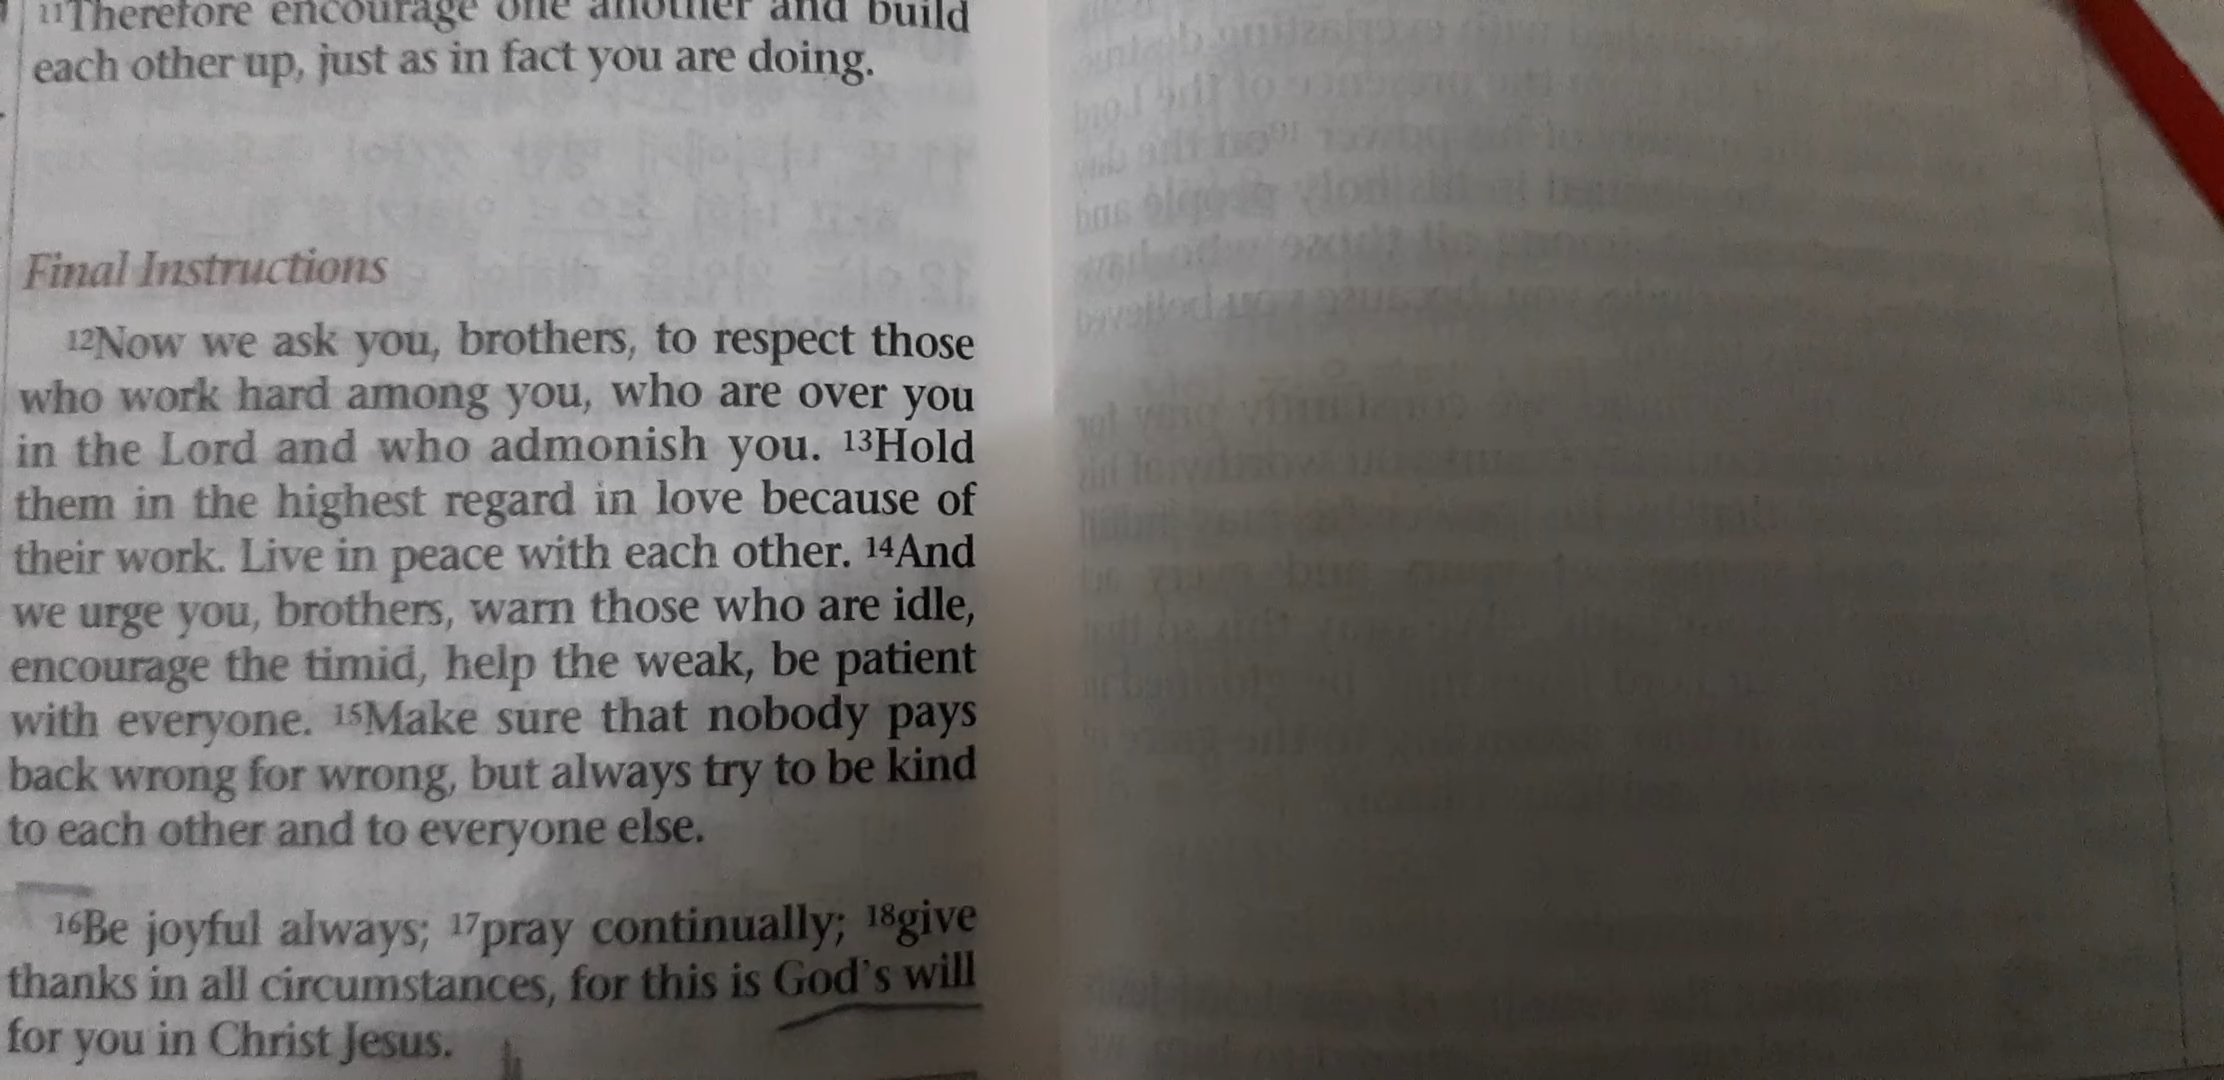 11Therefore encourage one another and build
each other up, just as in fact you are doing.
Final Instructions
12Now we ask you, brothers, to respect those
who work hard among you, who are over you
in the Lord and who admonish you. 13Hold
them in the highest regard in love because of
their work. Live in peace with each other. 14And
we urge you, brothers, warn those who are idle,
encourage the timid, help the weak, be patient
with everyone. 15Make sure that nobody pays
back wrong for wrong, but always try to be kind
to each other and to everyone else.
16Be joyful always; 17pray continually; 18give
thanks in all circumstances, for this is God's will
for you in Christ Jesus.